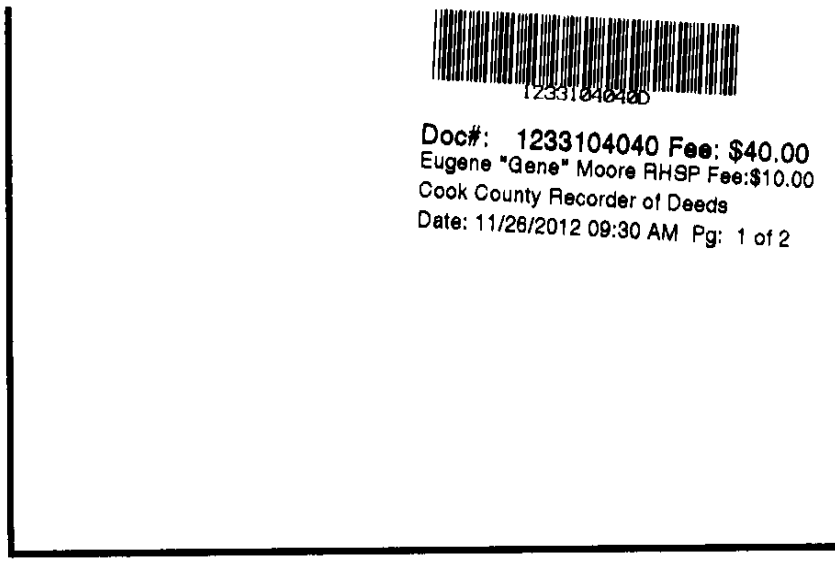 1233104040D
Doc#: 1233104040 Fee: $40.00
Eugene "Gene" Moore RHSP Fee:$10.00
Cook County Recorder of Deeds
Date: 11/26/2012 09:30 AM Pg: 1 of 2